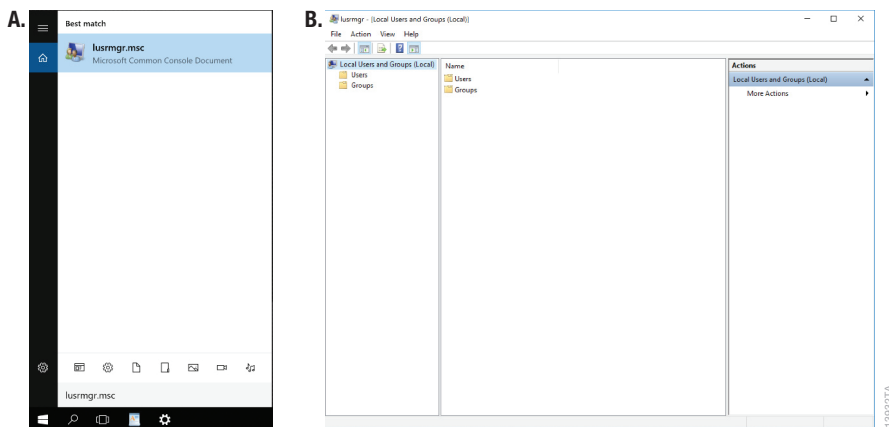 A.
Best match
lusrmgr.msc
Microsoft Common Console Document
lusrmgr.msc
B.
lusrmgr - [Local Users and Groups (Local)]
File Action View Help
Local Users and Groups (Local)
Users
Groups
Name
Users
Groups
Actions
Local Users and Groups (Local)
More Actions
13932TA